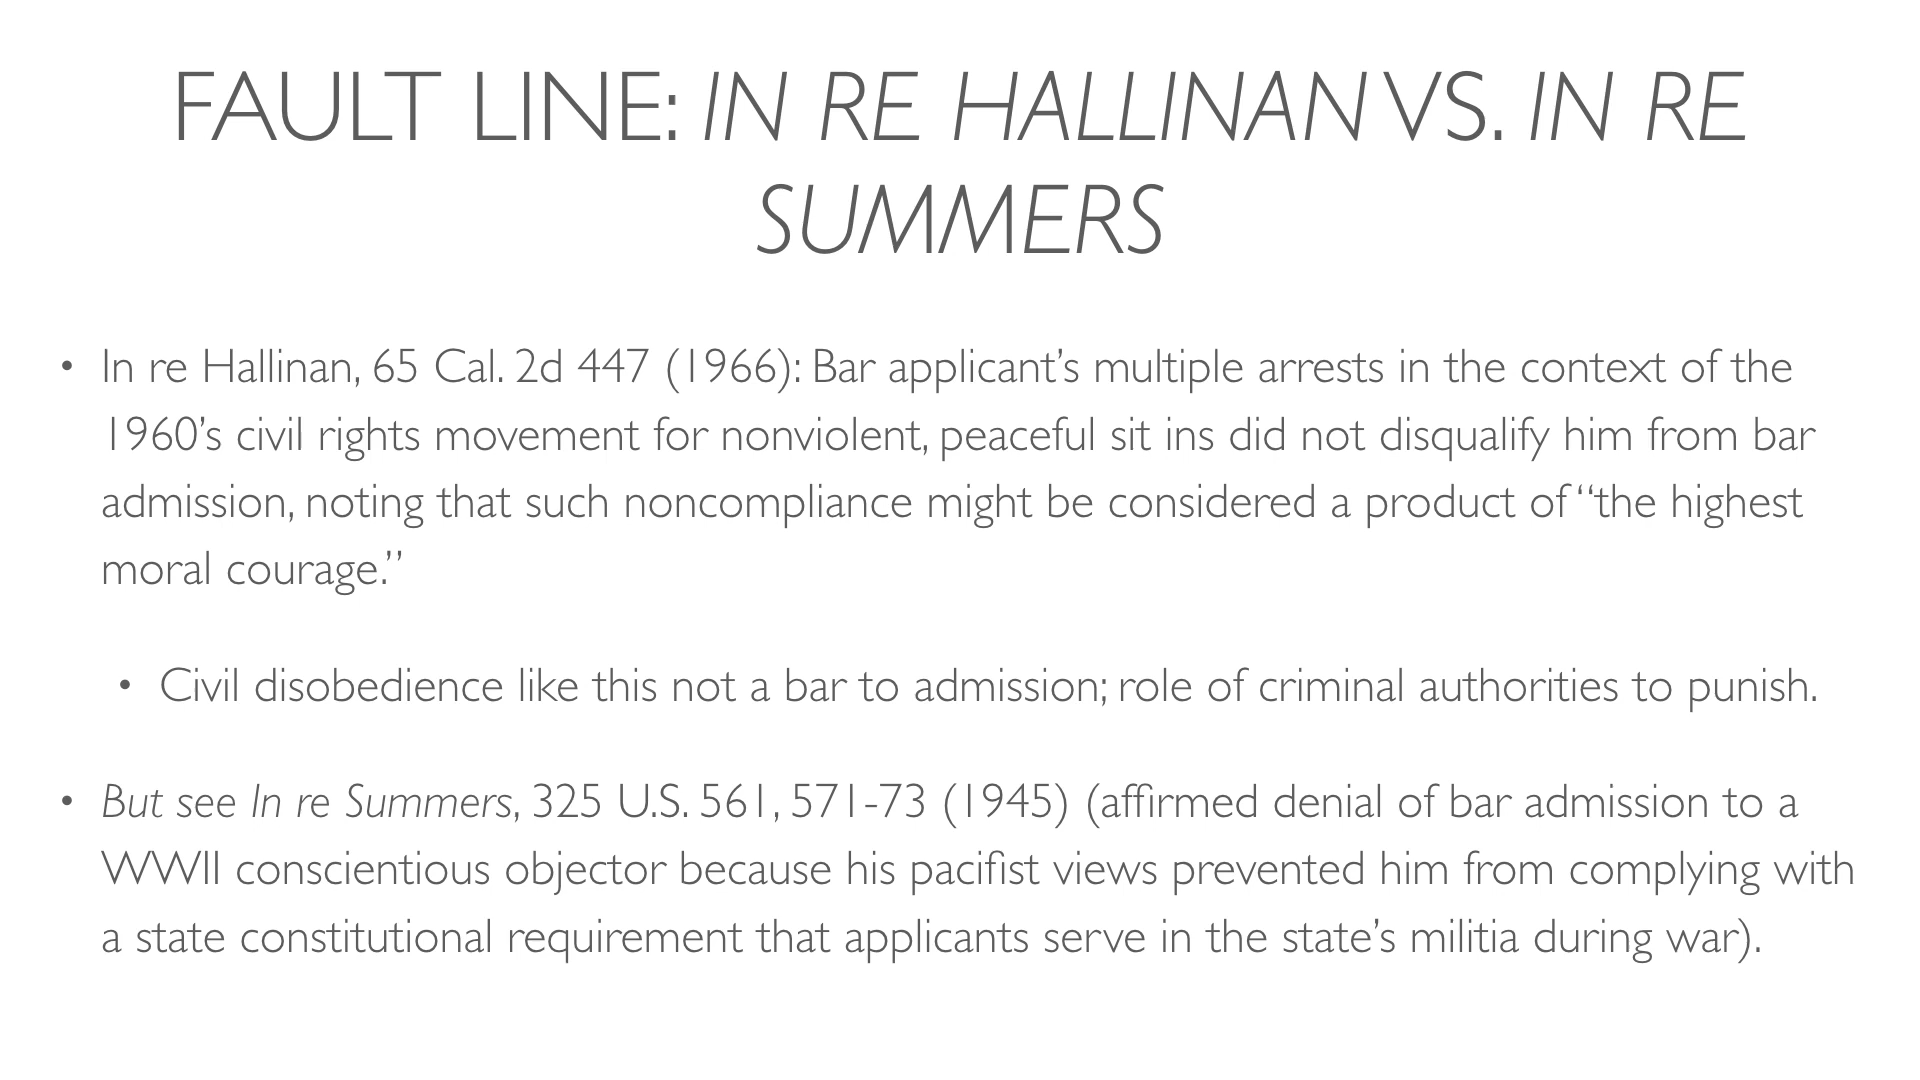 FAULT LINE: IN RE HALLINAN VS. IN RE
SUMMERS
• In re Hallinan, 65 Cal. 2d 447 (1966): Bar applicant’s multiple arrests in the context of the
1960’s civil rights movement for nonviolent, peaceful sit ins did not disqualify him from bar
admission, noting that such noncompliance might be considered a product of “the highest
moral courage.”
• Civil disobedience like this not a bar to admission; role of criminal authorities to punish.
• But see In re Summers, 325 U.S. 561, 571-73 (1945) (affirmed denial of bar admission to a
WWII conscientious objector because his pacifist views prevented him from complying with
a state constitutional requirement that applicants serve in the state’s militia during war).